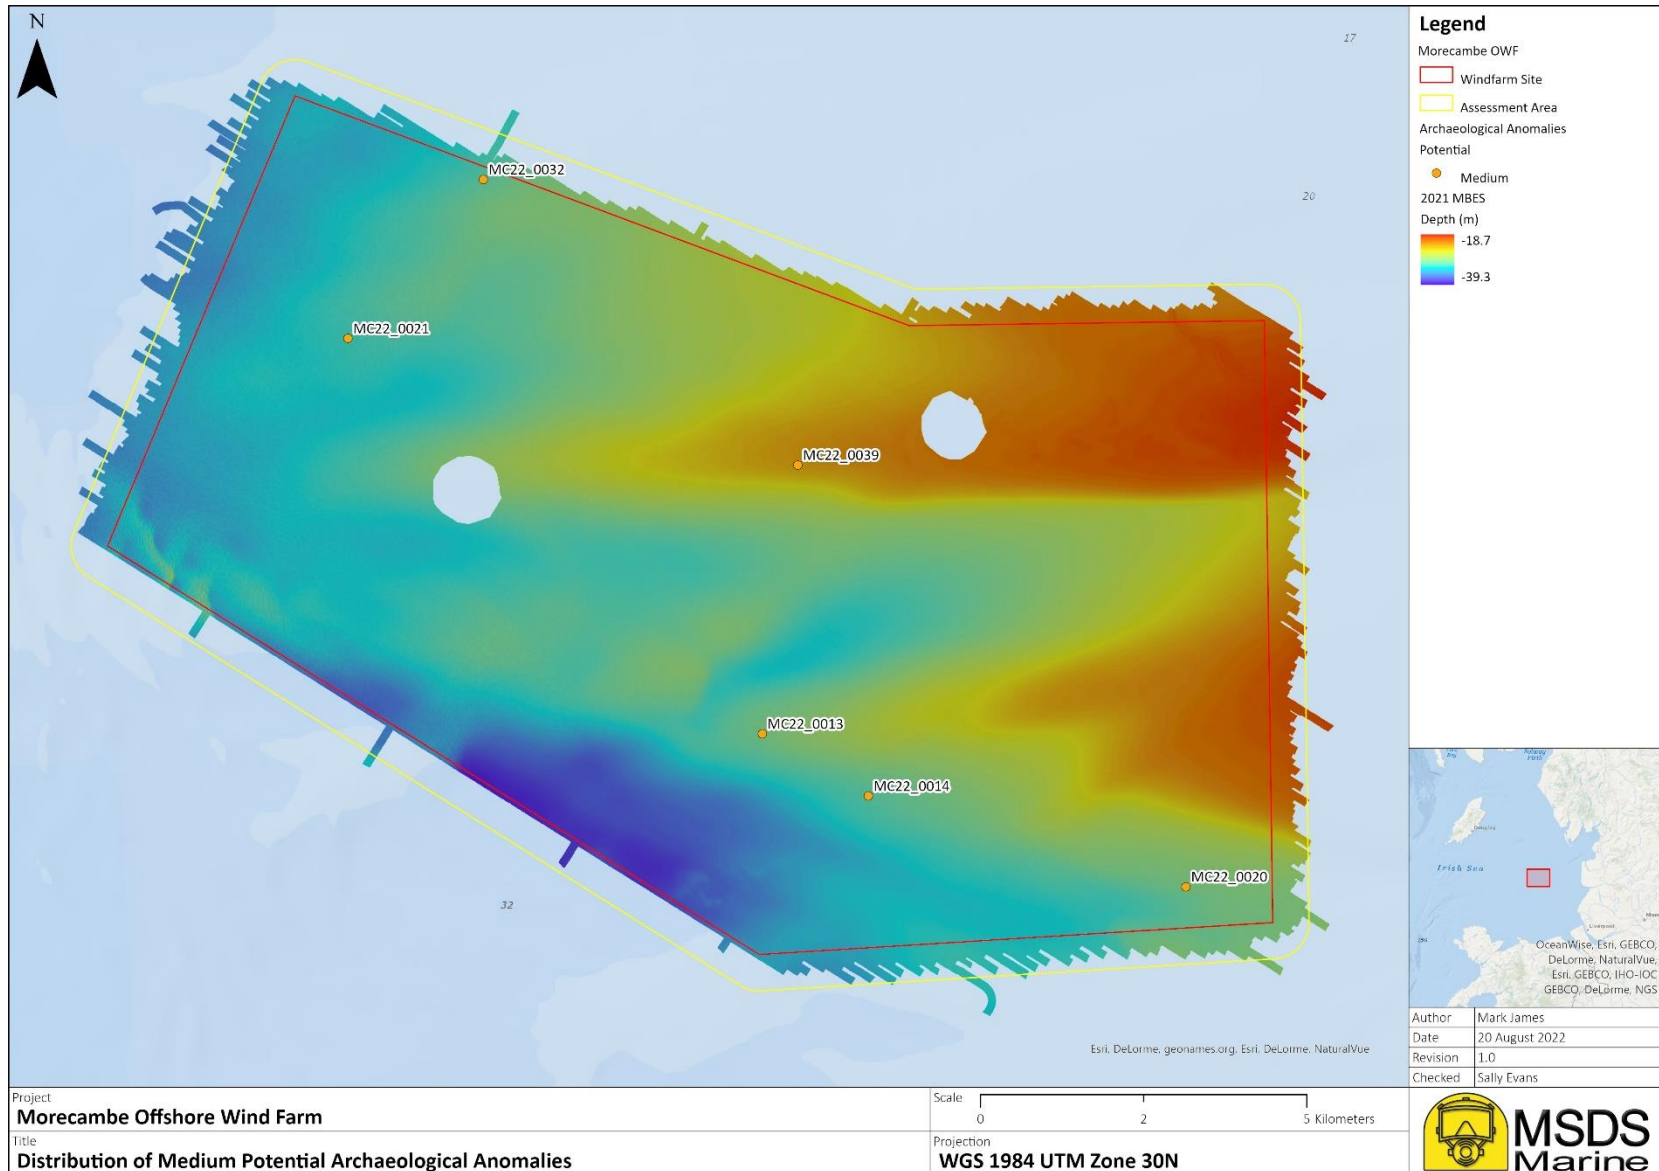 N
17
20
MC22_0032
MC22_0021
MC22_0039
MC22_0013
MC22_0014
MC22_0020
32
Esri, DeLorme, geonames.org, Esri, DeLorme, NaturalVue
Legend
Morecambe OWF
Windfarm Site
Assessment Area
Archaeological Anomalies
Potential
Medium
2021 MBES
Depth (m)
-18.7
-39.3
Irish Sea
Liverpool
OceanWise, Esri, GEBCO,
DeLorme, NaturalVue,
Esri, GEBCO, IHO-IOC
GEBCO, DeLorme, NGS
Author Mark James
Date 20 August 2022
Revision 1.0
Checked Sally Evans
Project
Morecambe Offshore Wind Farm
Title
Distribution of Medium Potential Archaeological Anomalies
Scale
0 2 5 Kilometers
Projection
WGS 1984 UTM Zone 30N
MSDS
Marine